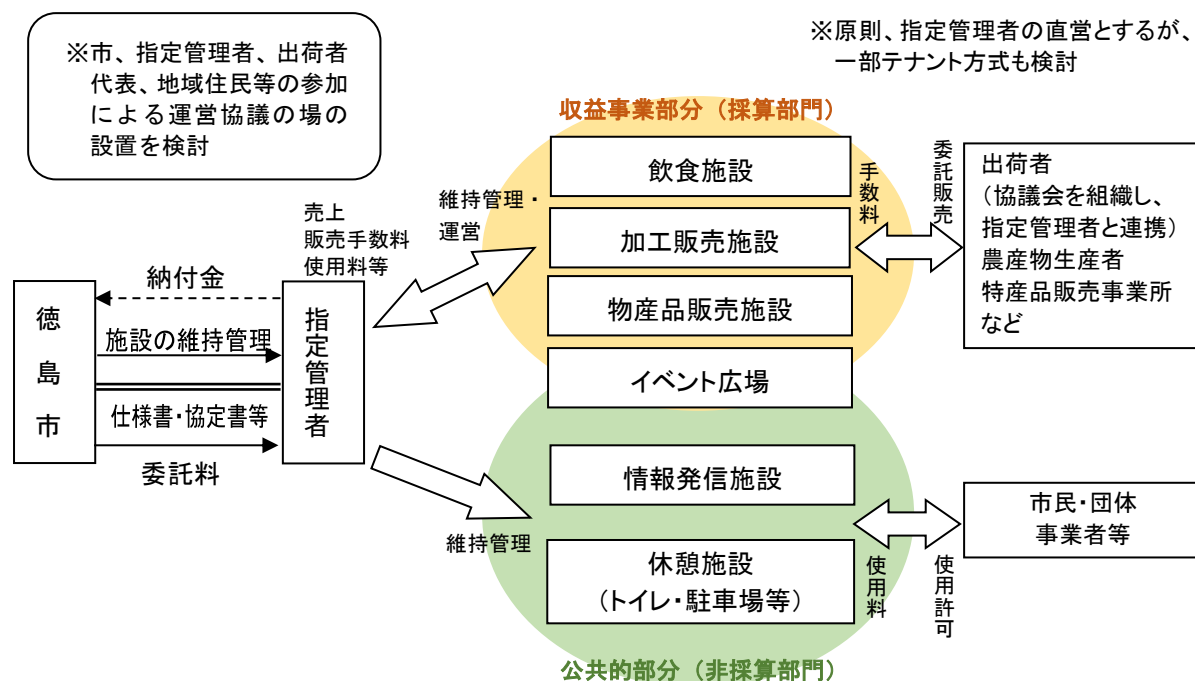 ※市、指定管理者、出荷者
代表、地域住民等の参加
による運営協議の場の
設置を検討
※原則、指定管理者の直営とするが、
一部テナント方式も検討
収益事業部分（採算部門）
飲食施設
加工販売施設
物産品販売施設
イベント広場
維持管理・
運営
売上
販売手数料
使用料等
手数料
委託販売
出荷者
（協議会を組織し、
指定管理者と連携）
農産物生産者
特産品販売事業所
など
徳島市
納付金
施設の維持管理
仕様書・協定書等
委託料
指定管理者
維持管理
情報発信施設
休憩施設
（トイレ・駐車場等）
使用料
使用許可
市民・団体
事業者等
公共的部分（非採算部門）